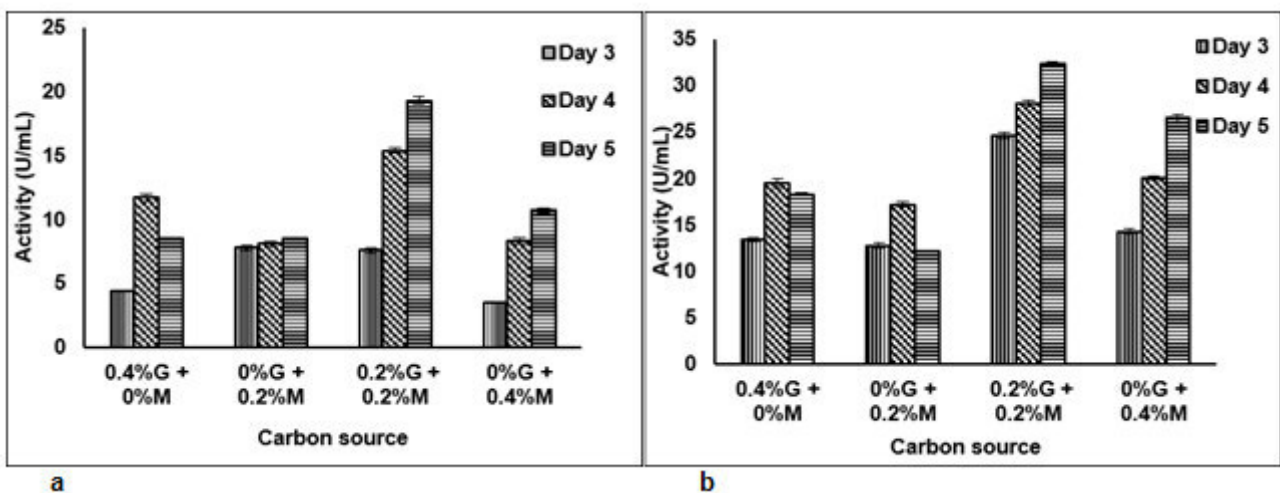 25
20
15
10
5
0
Activity (U/mL)
Day 3
Day 4
Day 5
0.4%G + 0%G + 0.2%G + 0%G +
0%M 0.2%M 0.2%M 0.4%M
Carbon source
a
35
30
25
20
15
10
5
0
Activity (U/mL)
Day 3
Day 4
Day 5
0.4%G + 0%G + 0.2%G + 0%G +
0%M 0.2%M 0.2%M 0.4%M
Carbon source
b